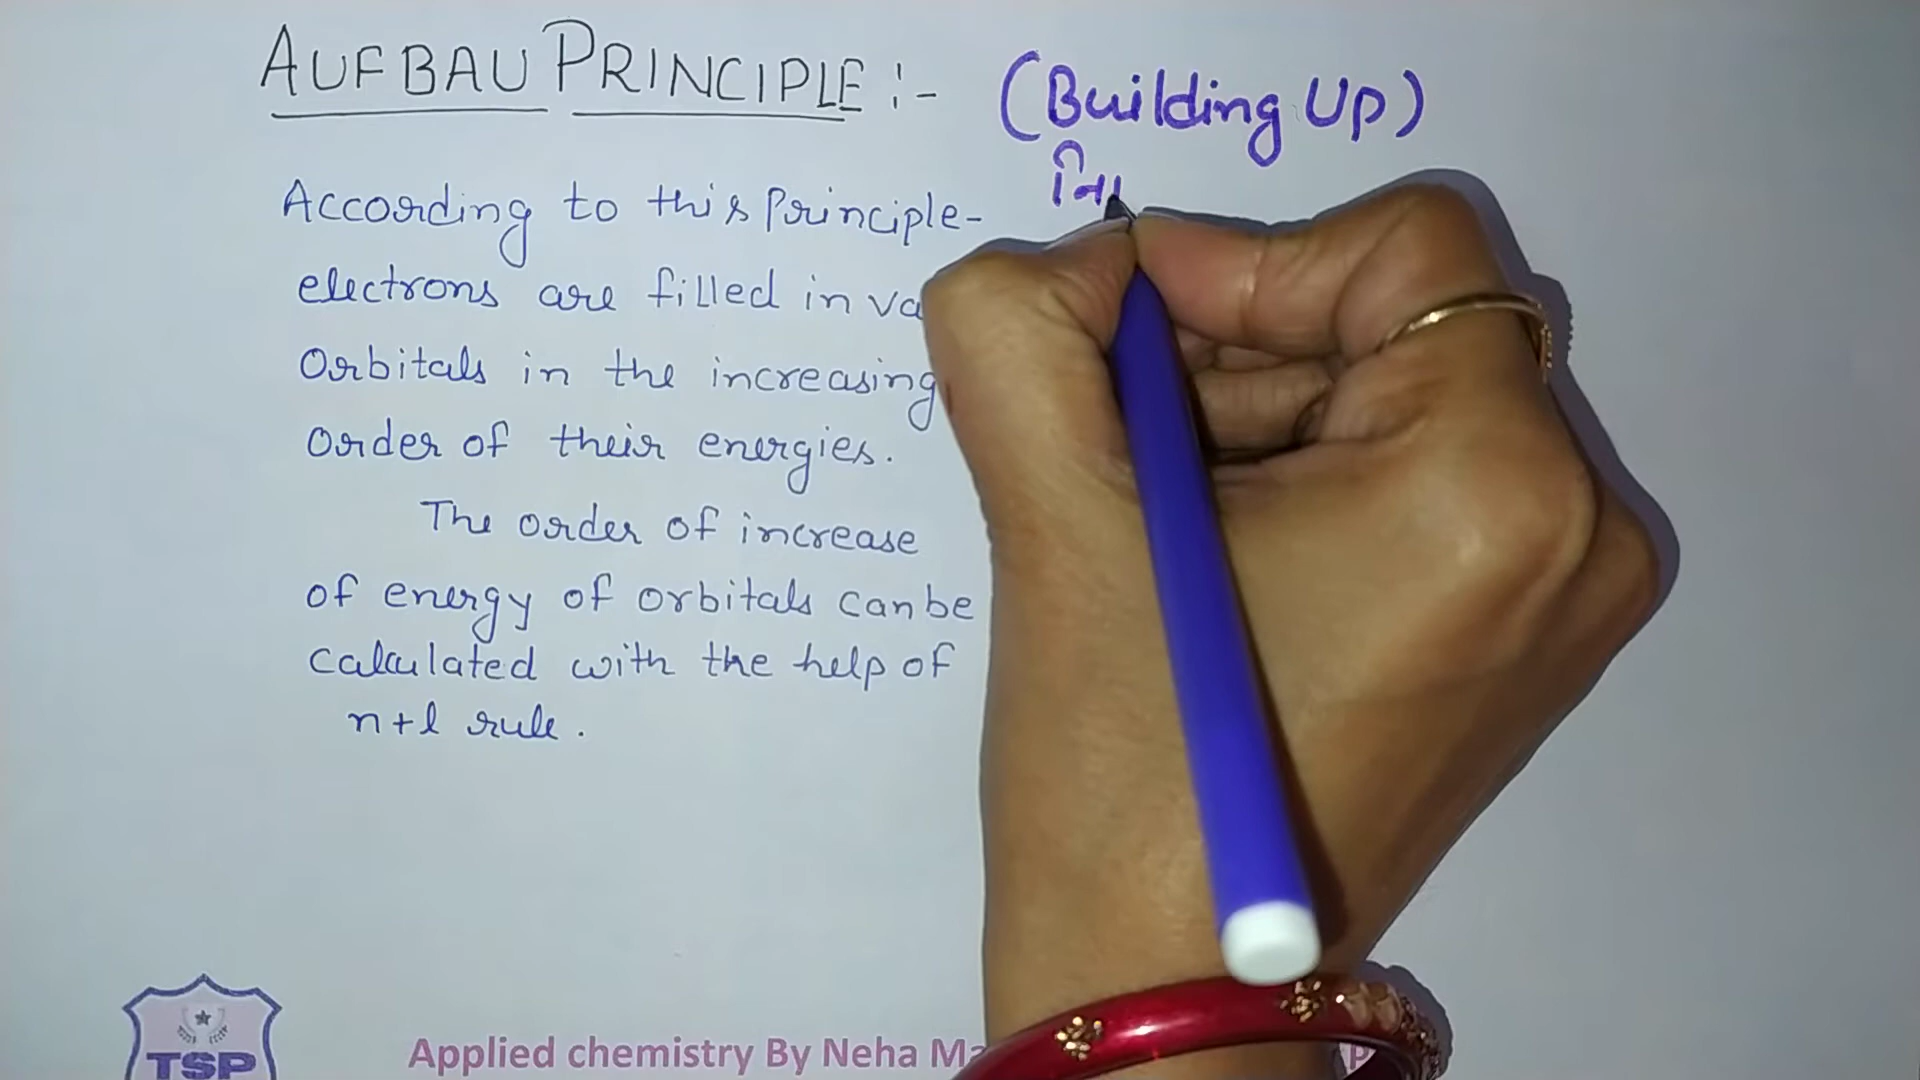 AUFBAU PRINCIPLE :- (Building Up)
According to this principle-
electrons are filled in
Orbitals in the increasing
order of their energies.
The order of increase
of energy of orbitals can be
calculated with the help of
n+l rule.
TSP
Applied chemistry By Neha